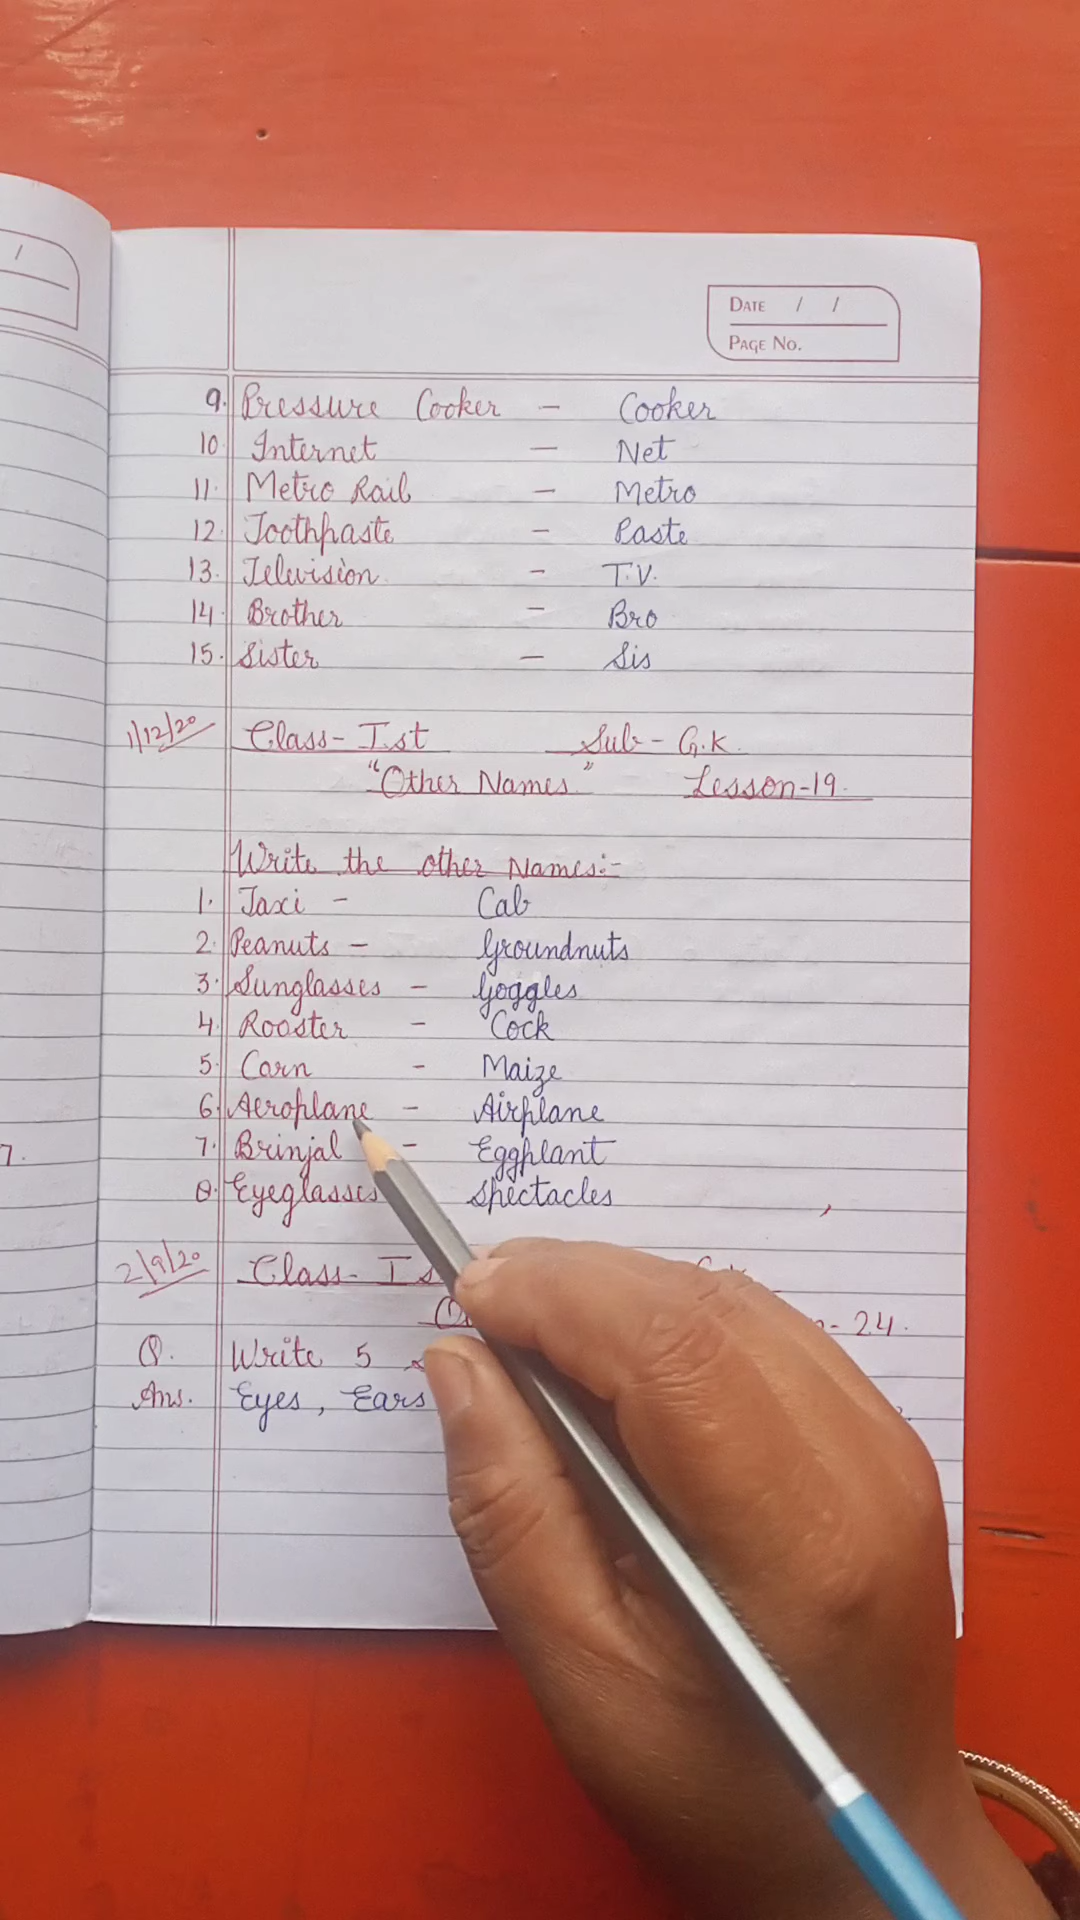 /
DATE / /
PAGE NO.
9. Pressure Cooker - Cooker
10 Internet - Net
11. Metro Rail - Metro
12. Toothpaste - Paste
13. Television - T.V.
14. Brother - Bro
15. Sister - Sis
1/12/20 Class - Ist Sub - G.K.
"Other Names" Lesson-19.
Write the other Names:-
1. Taxi - Cab
2. Peanuts - Groundnuts
3. Sunglasses - Goggles
4. Rooster - Cock
5. Corn - Maize
6. Aeroplane - Airplane
7. Brinjal - Eggplant
8. Eyeglasses Spectacles
7.
2/9/20 Class - Is
24.
Q. Write 5
Ans. Eyes, Ears